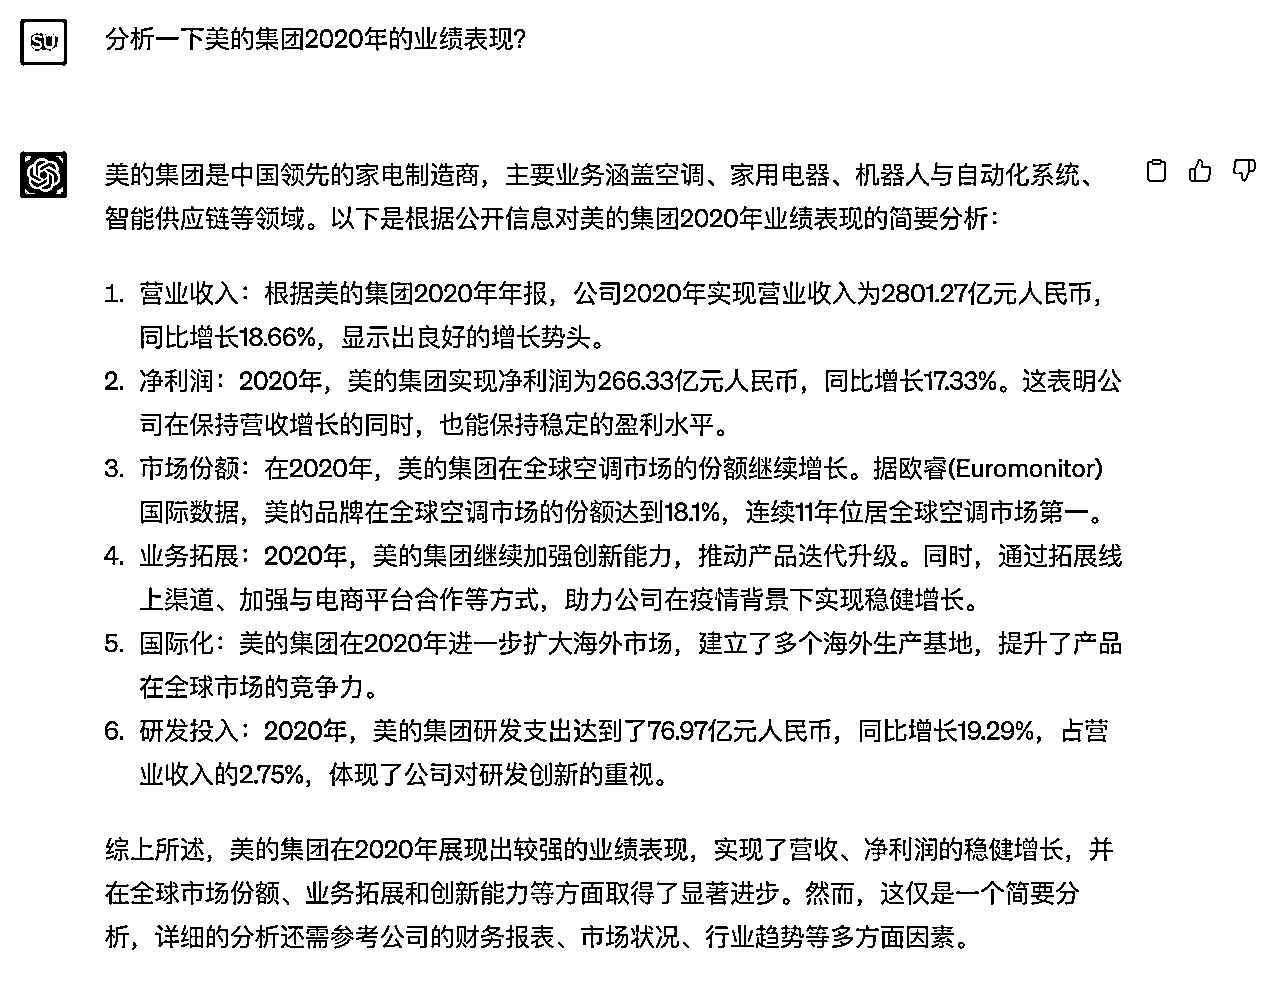 SU
分析一下美的集团2020年的业绩表现？
美的集团是中国领先的家电制造商，主要业务涵盖空调、家用电器、机器人与自动化系统、
智能供应链等领域。以下是根据公开信息对美的集团2020年业绩表现的简要分析：
1. 营业收入：根据美的集团2020年年报，公司2020年实现营业收入为2801.27亿元人民币，
同比增长18.66%，显示出良好的增长势头。
2. 净利润：2020年，美的集团实现净利润为266.33亿元人民币，同比增长17.33%。这表明公
司在保持营收增长的同时，也能保持稳定的盈利水平。
3. 市场份额：在2020年，美的集团在全球空调市场的份额继续增长。据欧睿(Euromonitor)
国际数据，美的品牌在全球空调市场的份额达到18.1%，连续11年位居全球空调市场第一。
4. 业务拓展：2020年，美的集团继续加强创新能力，推动产品迭代升级。同时，通过拓展线
上渠道、加强与电商平台合作等方式，助力公司在疫情背景下实现稳健增长。
5. 国际化：美的集团在2020年进一步扩大海外市场，建立了多个海外生产基地，提升了产品
在全球市场的竞争力。
6. 研发投入：2020年，美的集团研发支出达到了76.97亿元人民币，同比增长19.29%，占营
业收入的2.75%，体现了公司对研发创新的重视。
综上所述，美的集团在2020年展现出较强的业绩表现，实现了营收、净利润的稳健增长，并
在全球市场份额、业务拓展和创新能力等方面取得了显著进步。然而，这仅是一个简要分
析，详细的分析还需参考公司的财务报表、市场状况、行业趋势等多方面因素。